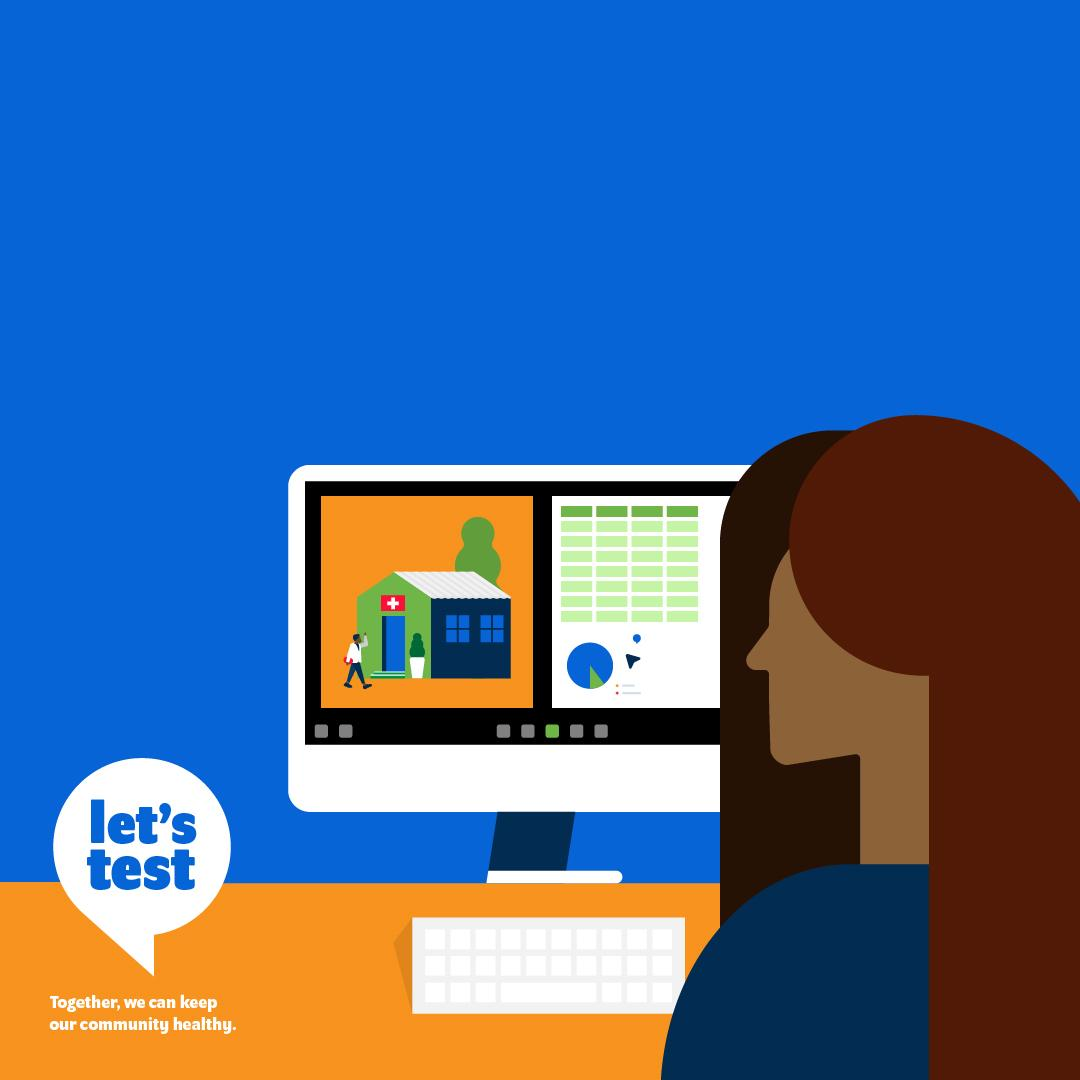 let's
test
Together, we can keep
our community healthy.